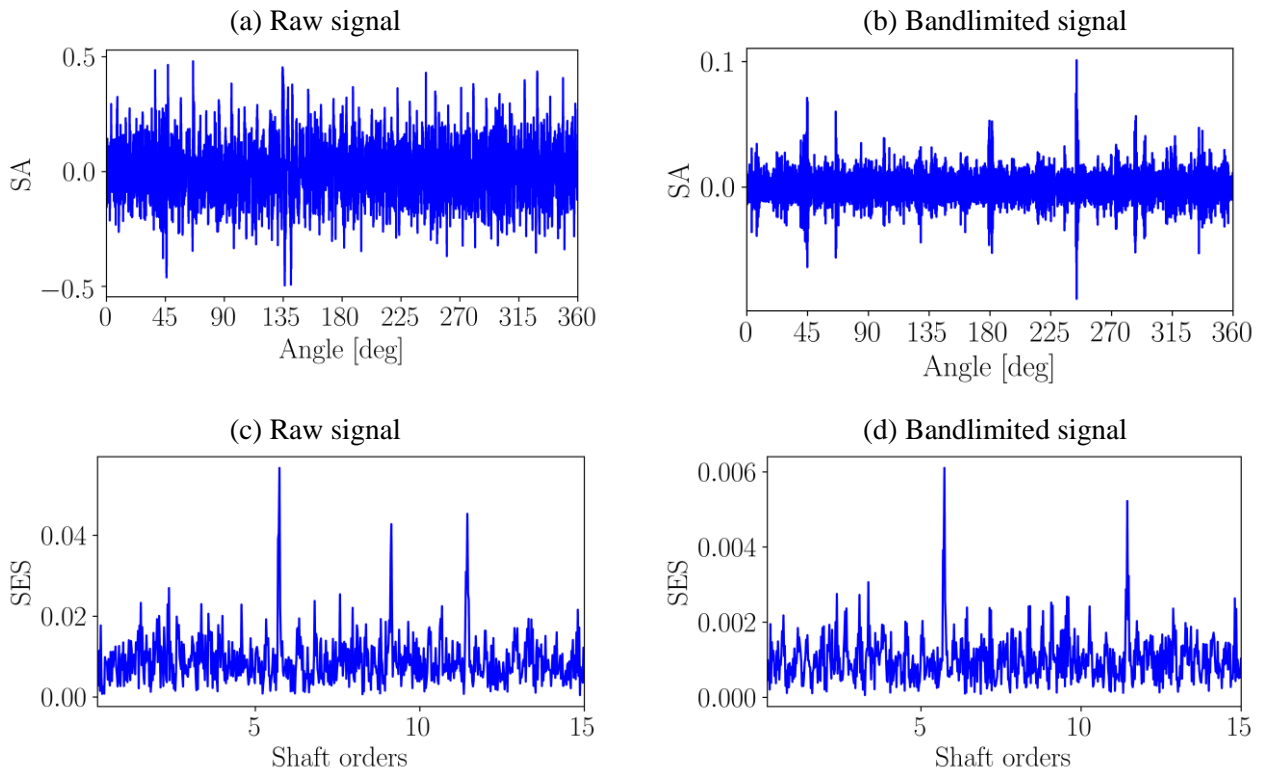 (a) Raw signal
0.5
0.0
−0.5
SA
0 45 90 135 180 225 270 315 360
Angle [deg]
(b) Bandlimited signal
0.1
0.0
SA
0 45 90 135 180 225 270 315 360
Angle [deg]
(c) Raw signal
0.04
0.02
0.00
SES
5 10 15
Shaft orders
(d) Bandlimited signal
0.006
0.004
0.002
0.000
SES
5 10 15
Shaft orders